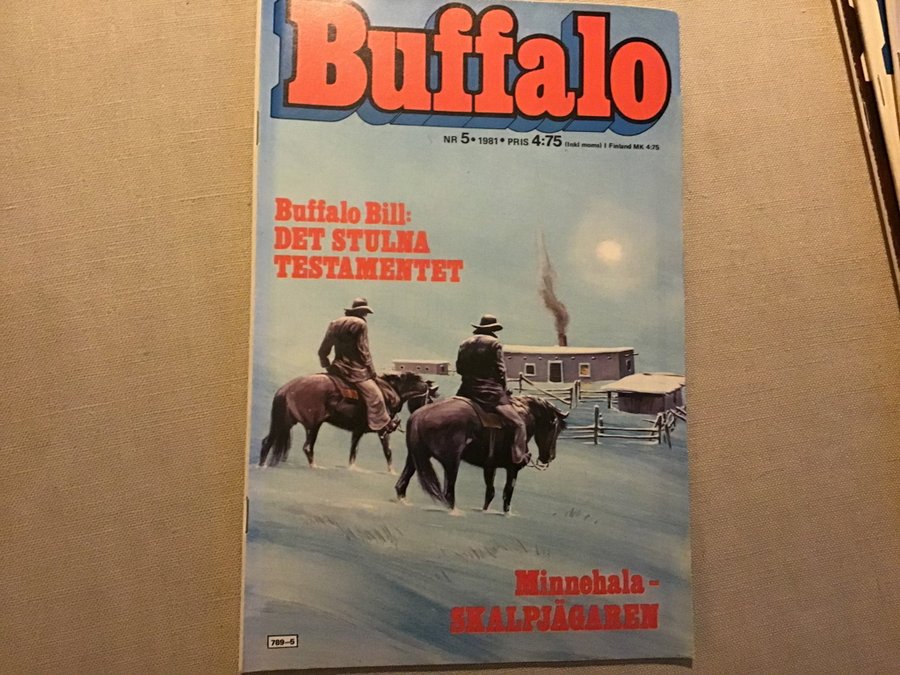 Buffalo
NR 5 • 1981 • PRIS 4:75 (Inkl moms) I Finland MK 4:75
Buffalo Bill:
DET STULNA
TESTAMENTET
Minnehala-
SKALPJÄGAREN
789-5